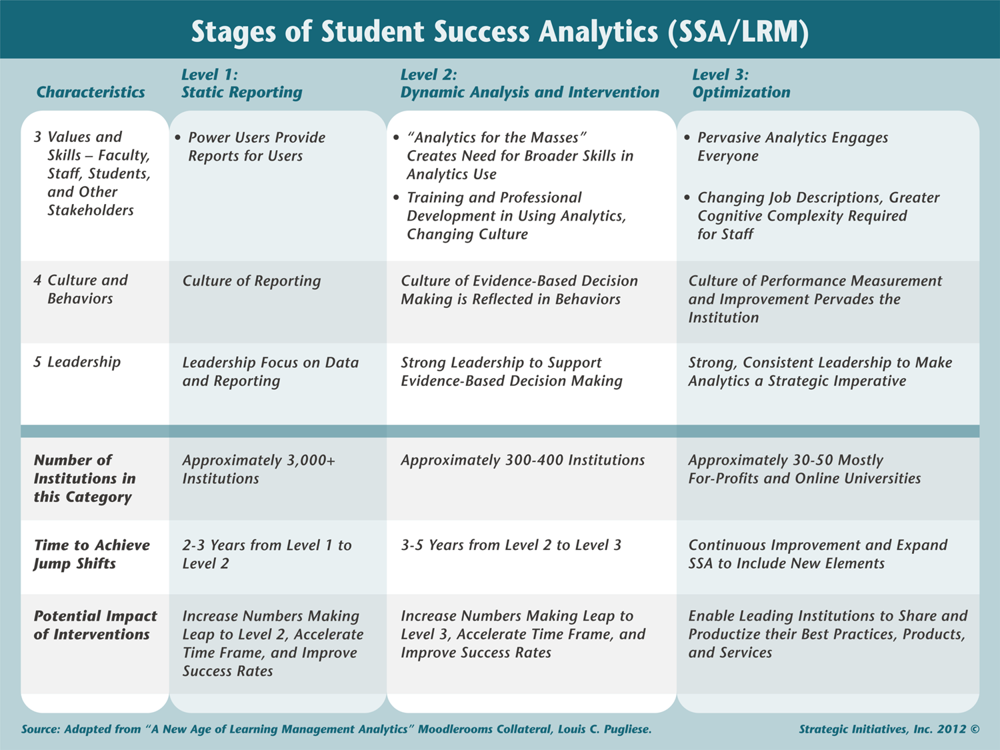 Stages of Student Success Analytics (SSA/LRM)
Characteristics
Level 1:
Static Reporting
Level 2:
Dynamic Analysis and Intervention
Level 3:
Optimization
3 Values and
Skills – Faculty,
Staff, Students,
and Other
Stakeholders
• Power Users Provide
Reports for Users
• “Analytics for the Masses”
Creates Need for Broader Skills in
Analytics Use
• Training and Professional
Development in Using Analytics,
Changing Culture
• Pervasive Analytics Engages
Everyone
• Changing Job Descriptions, Greater
Cognitive Complexity Required
for Staff
4 Culture and
Behaviors
Culture of Reporting
Culture of Evidence-Based Decision
Making is Reflected in Behaviors
Culture of Performance Measurement
and Improvement Pervades the
Institution
5 Leadership
Leadership Focus on Data
and Reporting
Strong Leadership to Support
Evidence-Based Decision Making
Strong, Consistent Leadership to Make
Analytics a Strategic Imperative
Number of
Institutions in
this Category
Approximately 3,000+
Institutions
Approximately 300-400 Institutions
Approximately 30-50 Mostly
For-Profits and Online Universities
Time to Achieve
Jump Shifts
2-3 Years from Level 1 to
Level 2
3-5 Years from Level 2 to Level 3
Continuous Improvement and Expand
SSA to Include New Elements
Potential Impact
of Interventions
Increase Numbers Making
Leap to Level 2, Accelerate
Time Frame, and Improve
Success Rates
Increase Numbers Making Leap to
Level 3, Accelerate Time Frame, and
Improve Success Rates
Enable Leading Institutions to Share and
Productize their Best Practices, Products,
and Services
Source: Adapted from “A New Age of Learning Management Analytics” Moodlerooms Collateral, Louis C. Pugliese.
Strategic Initiatives, Inc. 2012 ©